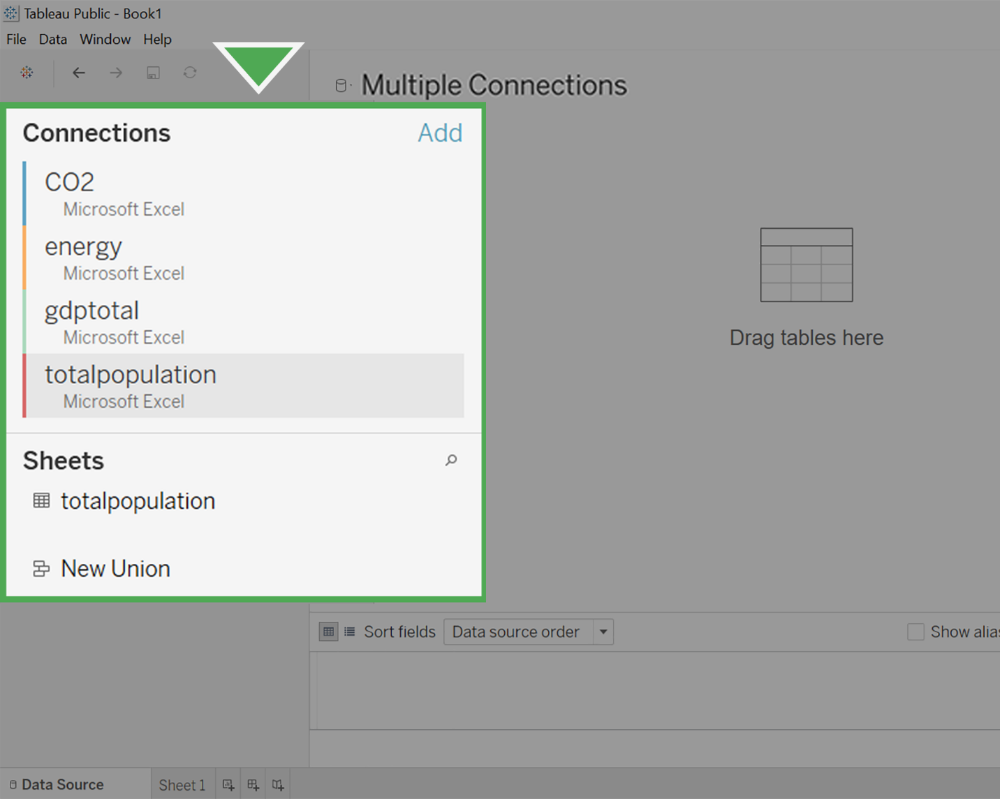 Tableau Public - Book1
File Data Window Help
Multiple Connections
Connections Add
CO2
Microsoft Excel
energy
Microsoft Excel
gdptotal
Microsoft Excel
totalpopulation
Microsoft Excel
Sheets
totalpopulation
New Union
Drag tables here
Sort fields Data source order Show alias
Data Source Sheet 1